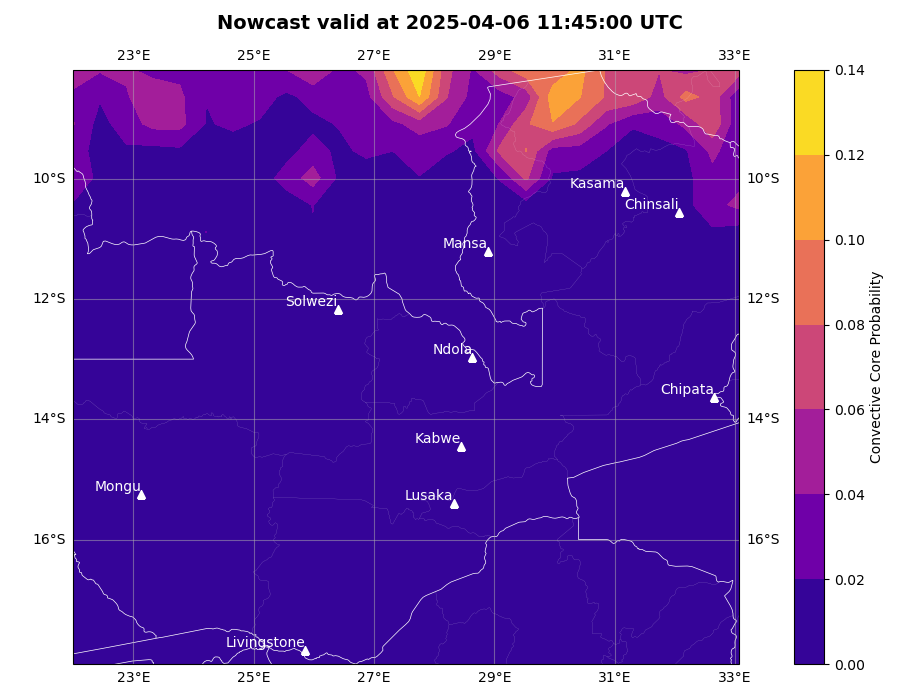 Nowcast valid at 2025-04-06 11:45:00 UTC
23°E 25°E 27°E 29°E 31°E 33°E
0.14
0.12
10°S Kasama 10°S
Chinsali
0.10
Mansa
12°S Solwezi 12°S
0.08
Ndola
Chipata
0.06
14°S 14°S
Kabwe
Mongu Lusaka
0.04
16°S 16°S
0.02
Livingstone
0.00
23°E 25°E 27°E 29°E 31°E 33°E
Convective Core Probability